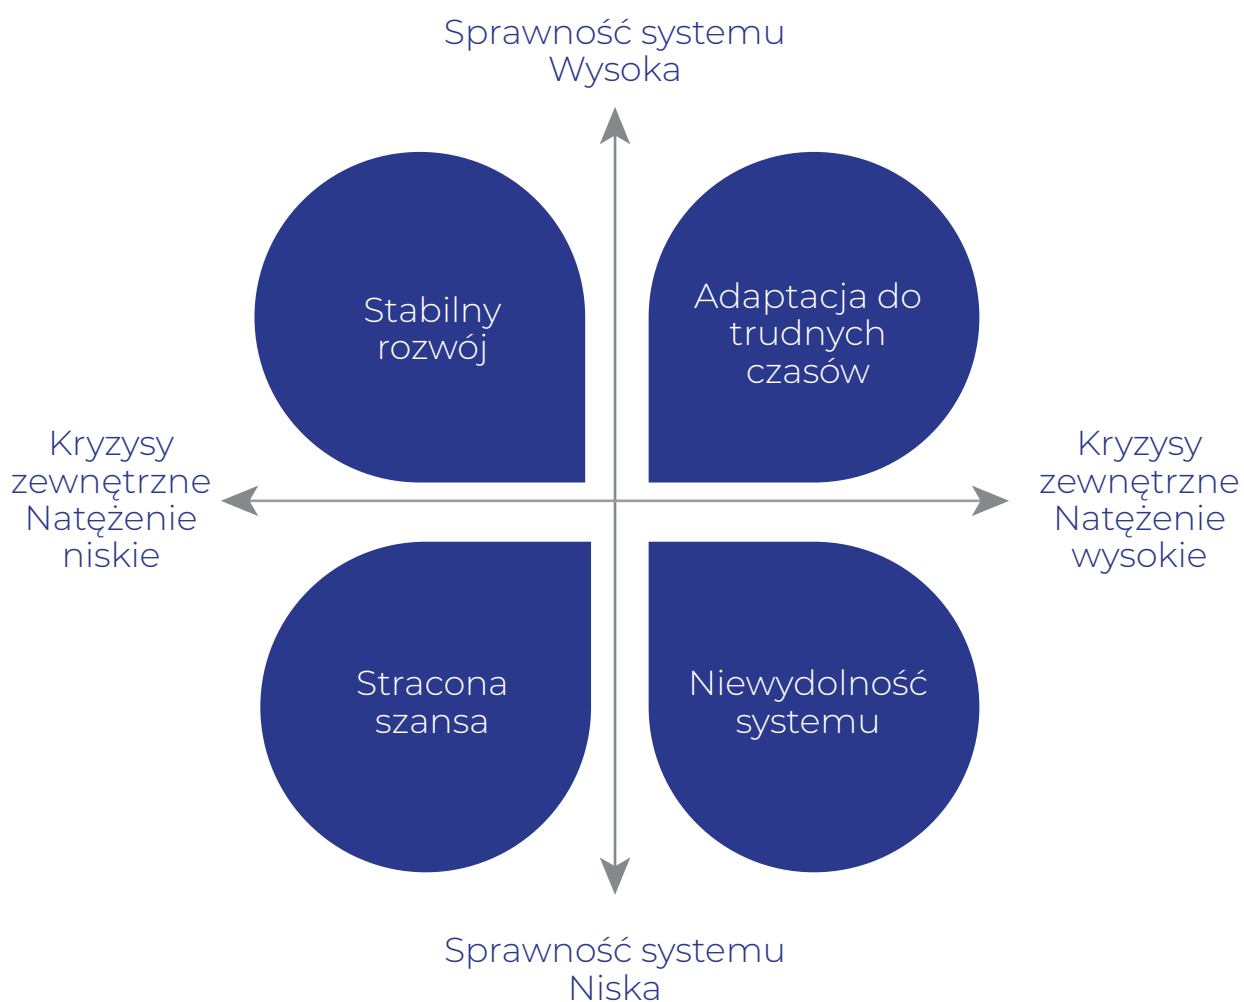 Sprawność systemu
Wysoka
Stabilny
rozwój
Adaptacja do
trudnych
czasów
Kryzysy
zewnętrzne
Natężenie
niskie
Kryzysy
zewnętrzne
Natężenie
wysokie
Stracona
szansa
Niewydolność
systemu
Sprawność systemu
Niska